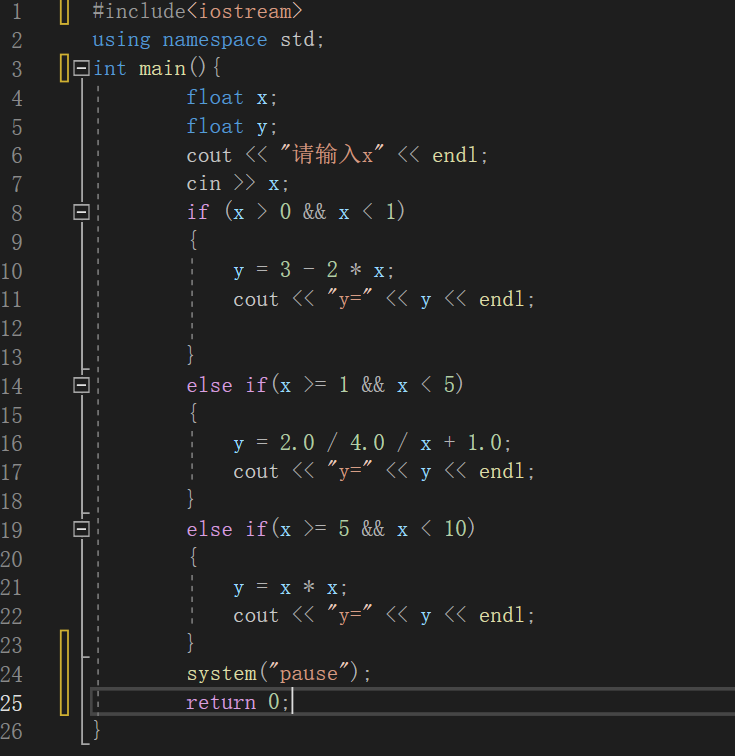 1 #include<iostream>
2 using namespace std;
3 int main(){
4 float x;
5 float y;
6 cout << "请输入x" << endl;
7 cin >> x;
8 if (x > 0 && x < 1)
9 {
10 y = 3 - 2 * x;
11 cout << "y=" << y << endl;
12
13 }
14 else if(x >= 1 && x < 5)
15 {
16 y = 2.0 / 4.0 / x + 1.0;
17 cout << "y=" << y << endl;
18 }
19 else if(x >= 5 && x < 10)
20 {
21 y = x * x;
22 cout << "y=" << y << endl;
23 }
24 system("pause");
25 return 0;
26 }